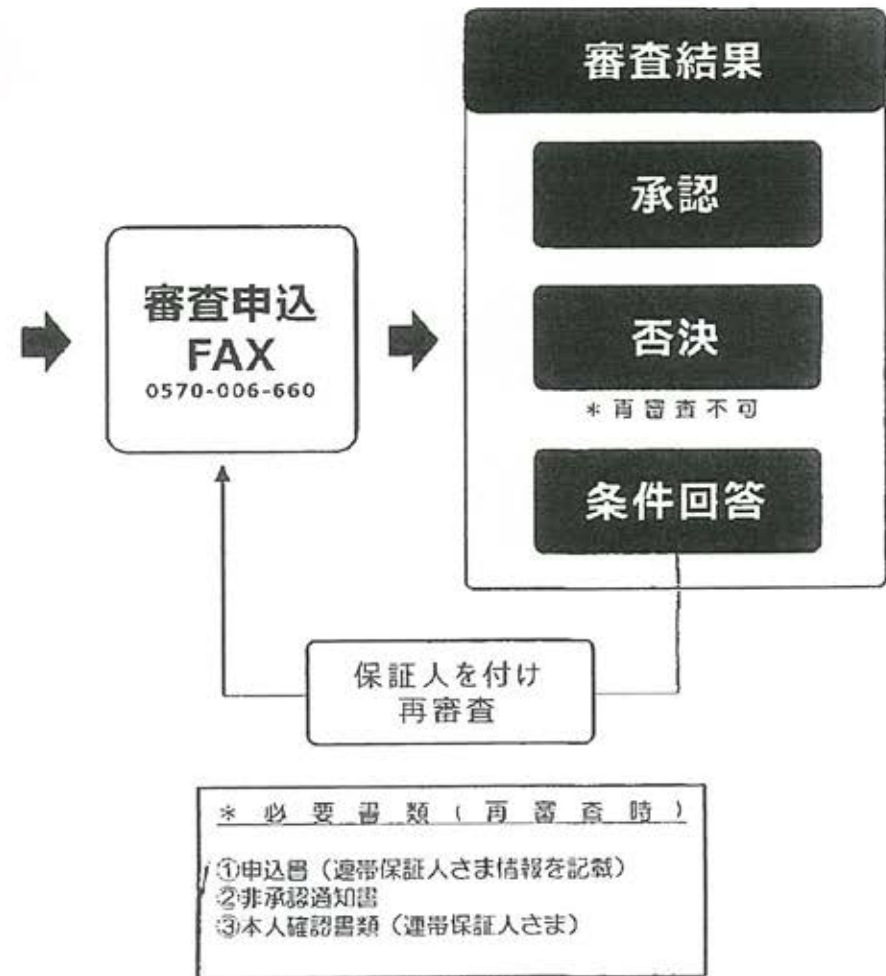 審査結果
承認
審査申込
FAX
0570-006-660
否決
*再審査不可
条件回答
保証人を付け
再審査
* 必要書類(再審査時)
①申込書(連帯保証人さま情報を記載)
②非承認通知書
③本人確認書類(連帯保証人さま)